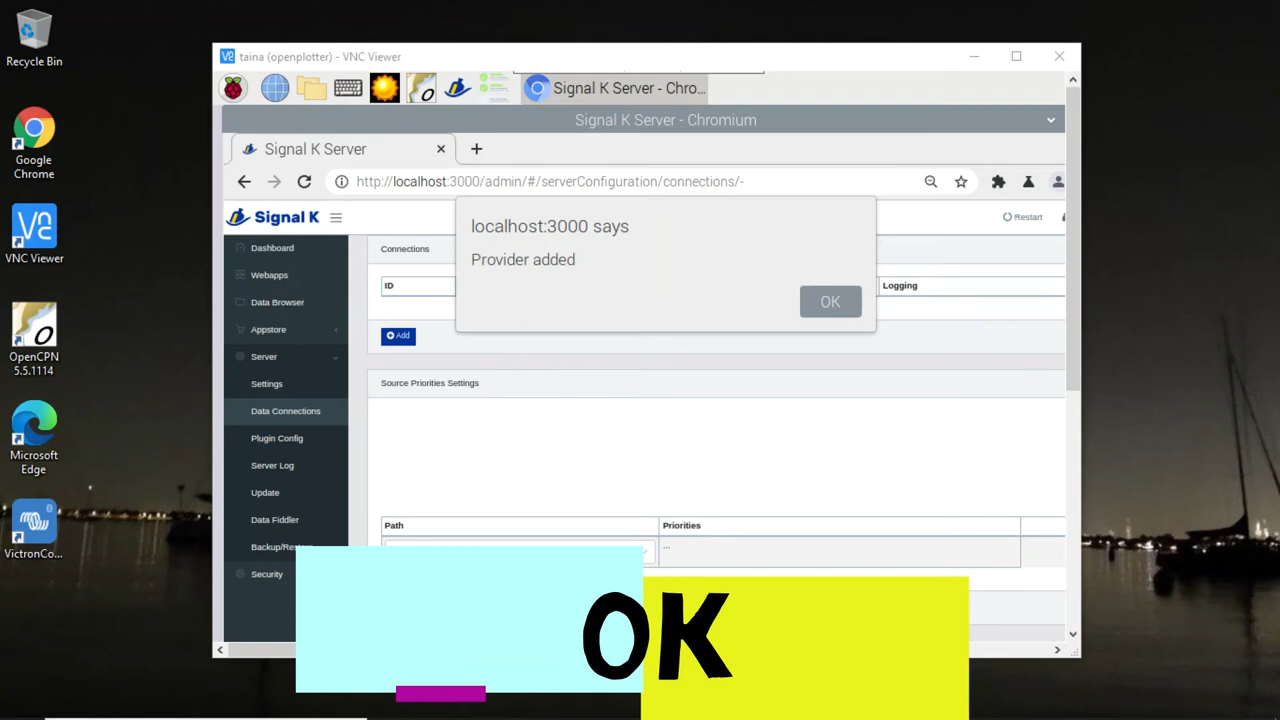 Recycle Bin
Google
Chrome
VNC Viewer
OpenCPN
5.5.1114
Microsoft
Edge
VictronCo...
taina (openplotter) - VNC Viewer
Signal K Server - Chro...
Signal K Server - Chromium
Signal K Server
http://localhost:3000/admin/#/serverConfiguration/connections/-
Signal K
Restart
Dashboard
Webapps
Data Browser
Appstore
Server
Settings
Data Connections
Plugin Config
Server Log
Update
Data Fiddler
Backup/Restore
Security
Connections
ID
Logging
Add
localhost:3000 says
Provider added
OK
Source Priorities Settings
Path
Priorities
...
OK